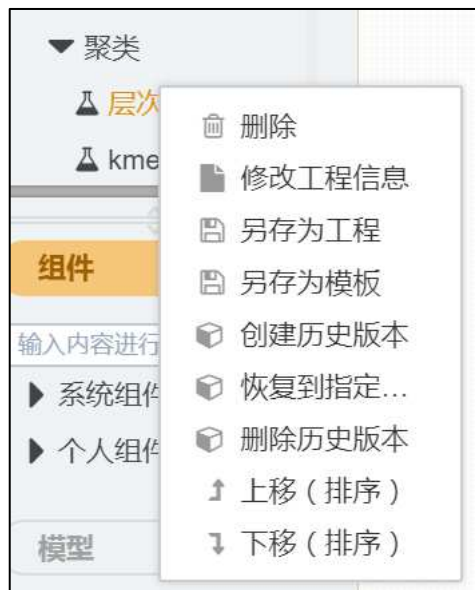 聚类
层次
kme
组件
输入内容进行
系统组件
个人组件
模型
删除
修改工程信息
另存为工程
另存为模板
创建历史版本
恢复到指定...
删除历史版本
上移（排序）
下移（排序）